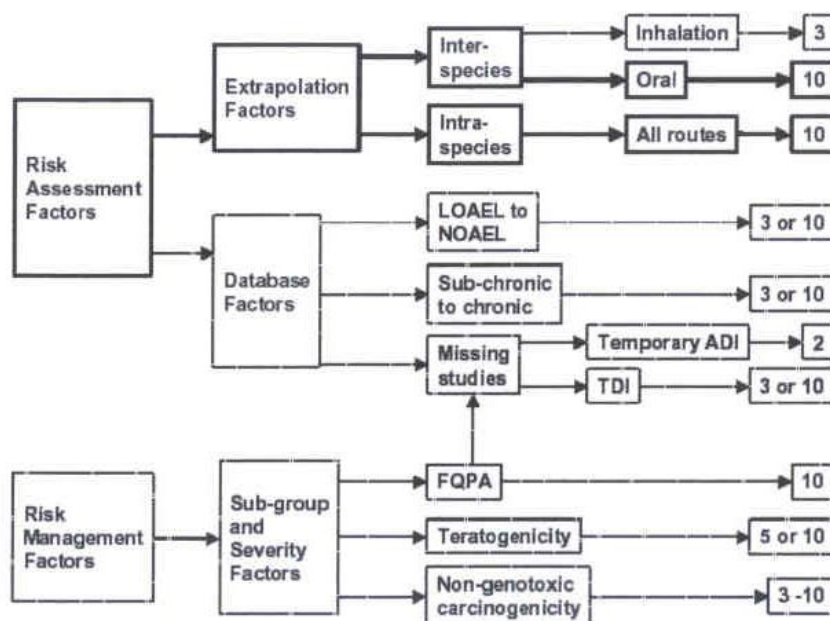 Risk
Assessment
Factors
Extrapolation
Factors
Inter-
species
Inhalation
3
Oral
10
Intra-
species
All routes
10
Database
Factors
LOAEL to
NOAEL
3 or 10
Sub-chronic
to chronic
3 or 10
Missing
studies
Temporary ADI
2
TDI
3 or 10
Risk
Management
Factors
Sub-group
and
Severity
Factors
FQPA
10
Teratogenicity
5 or 10
Non-genotoxic
carcinogenicity
3 -10